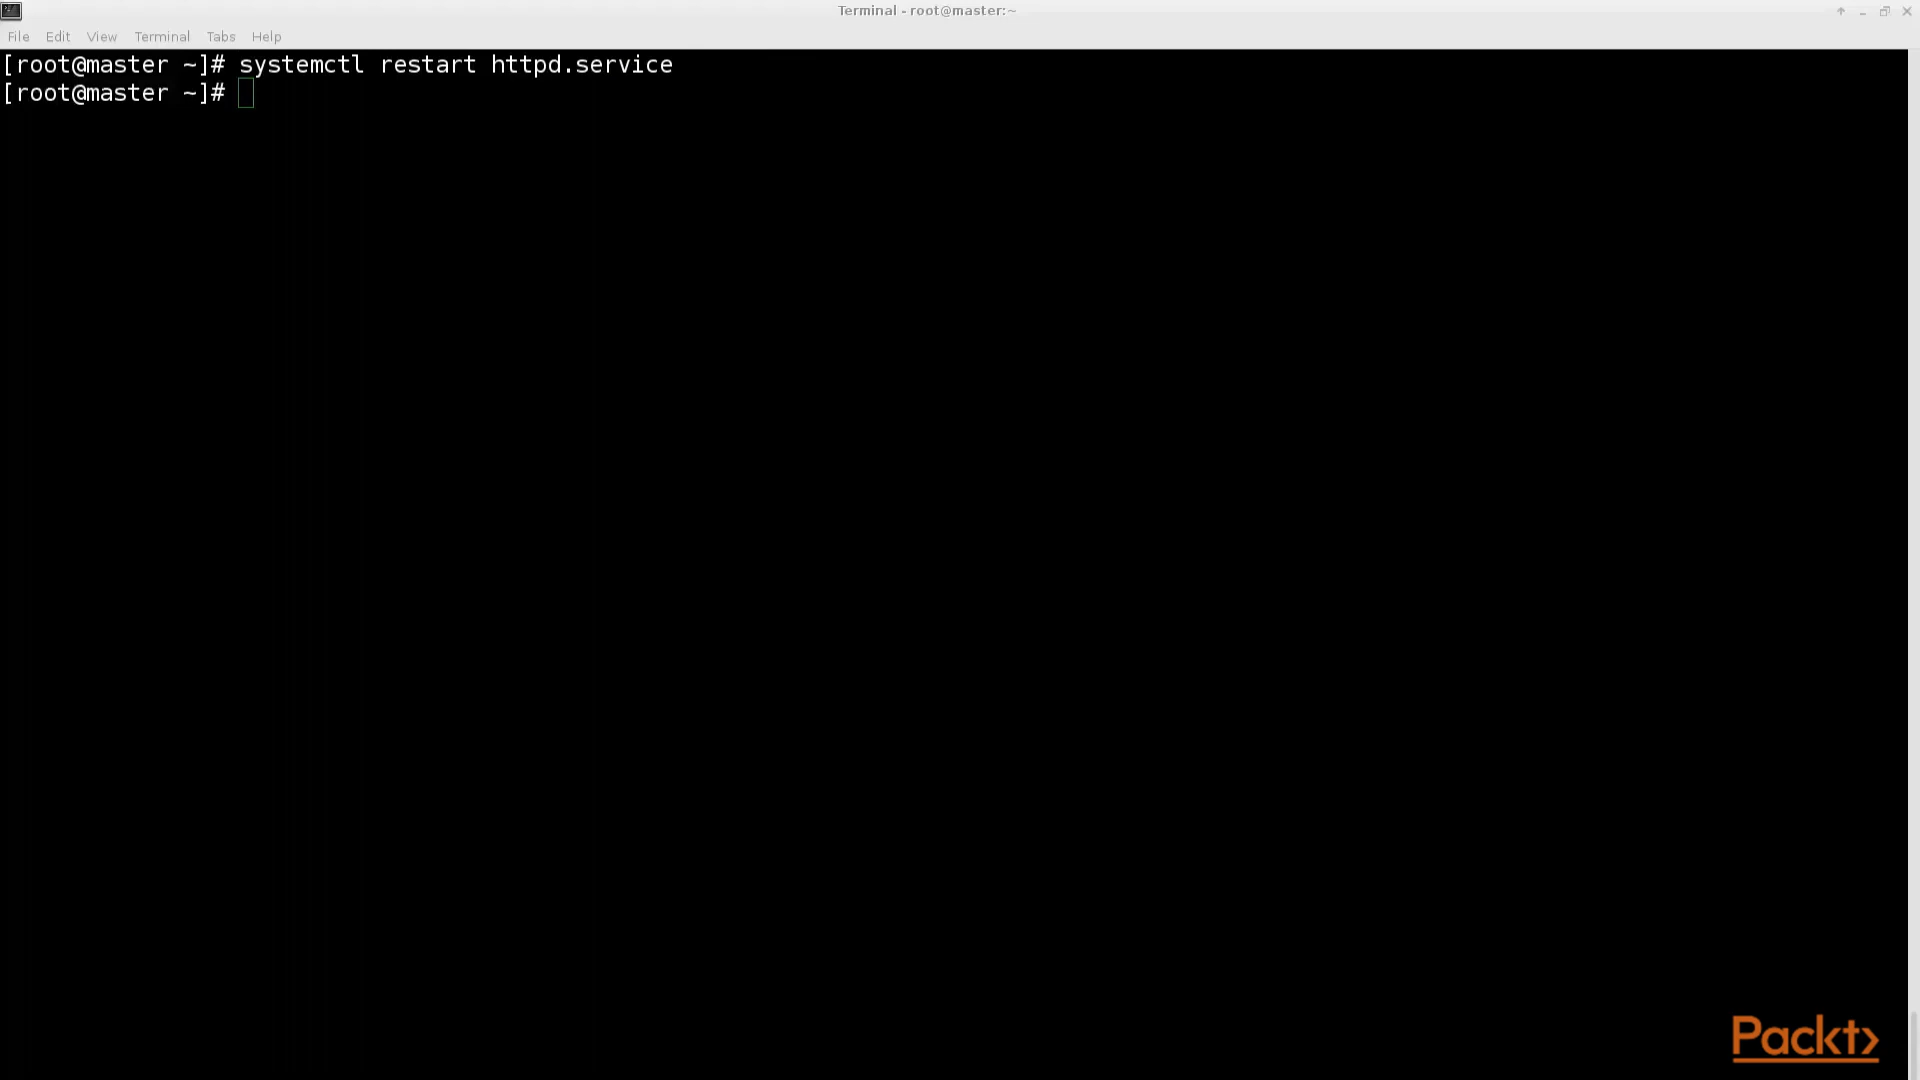 Terminal - root@master:~
File Edit View Terminal Tabs Help
[root@master ~]# systemctl restart httpd.service
[root@master ~]#
Packt>